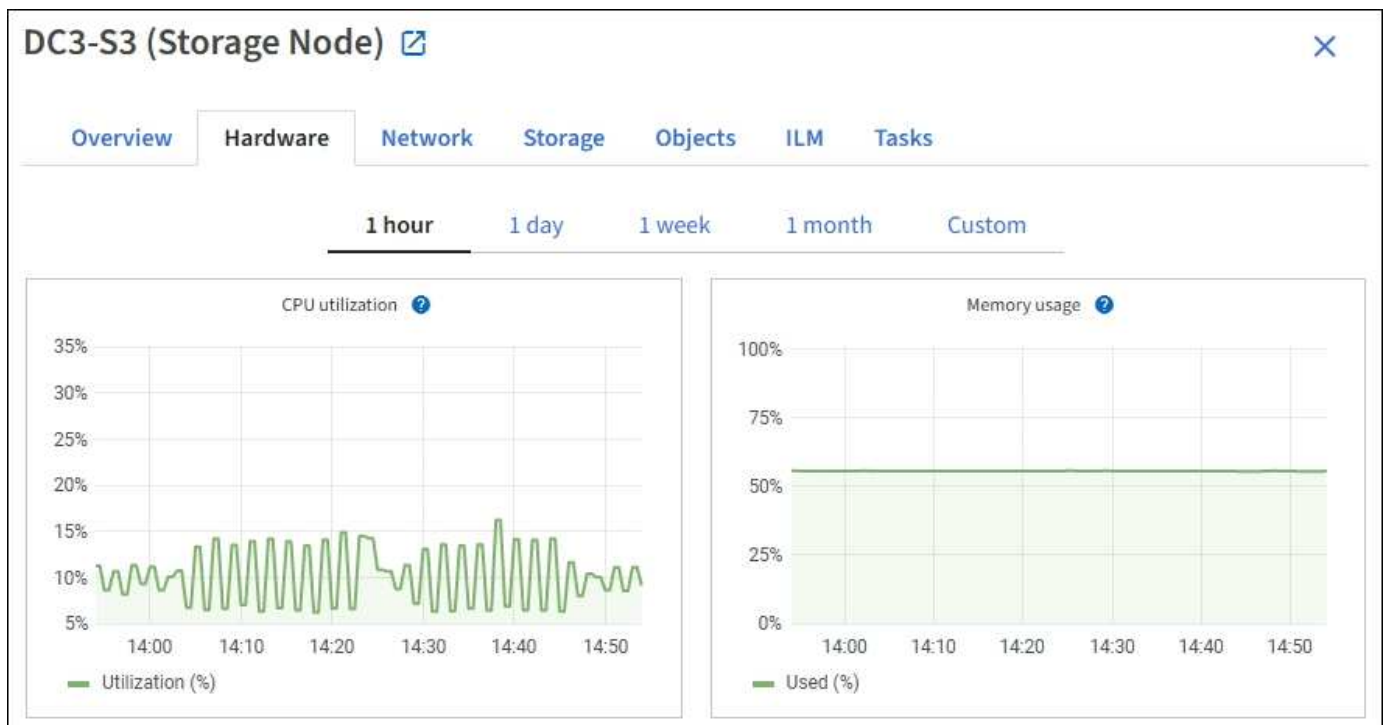 DC3-S3 (Storage Node)
Overview Hardware Network Storage Objects ILM Tasks
1 hour 1 day 1 week 1 month Custom
CPU utilization ?
35%
30%
25%
20%
15%
10%
5%
14:00 14:10 14:20 14:30 14:40 14:50
Utilization (%)
Memory usage ?
100%
75%
50%
25%
0%
14:00 14:10 14:20 14:30 14:40 14:50
Used (%)